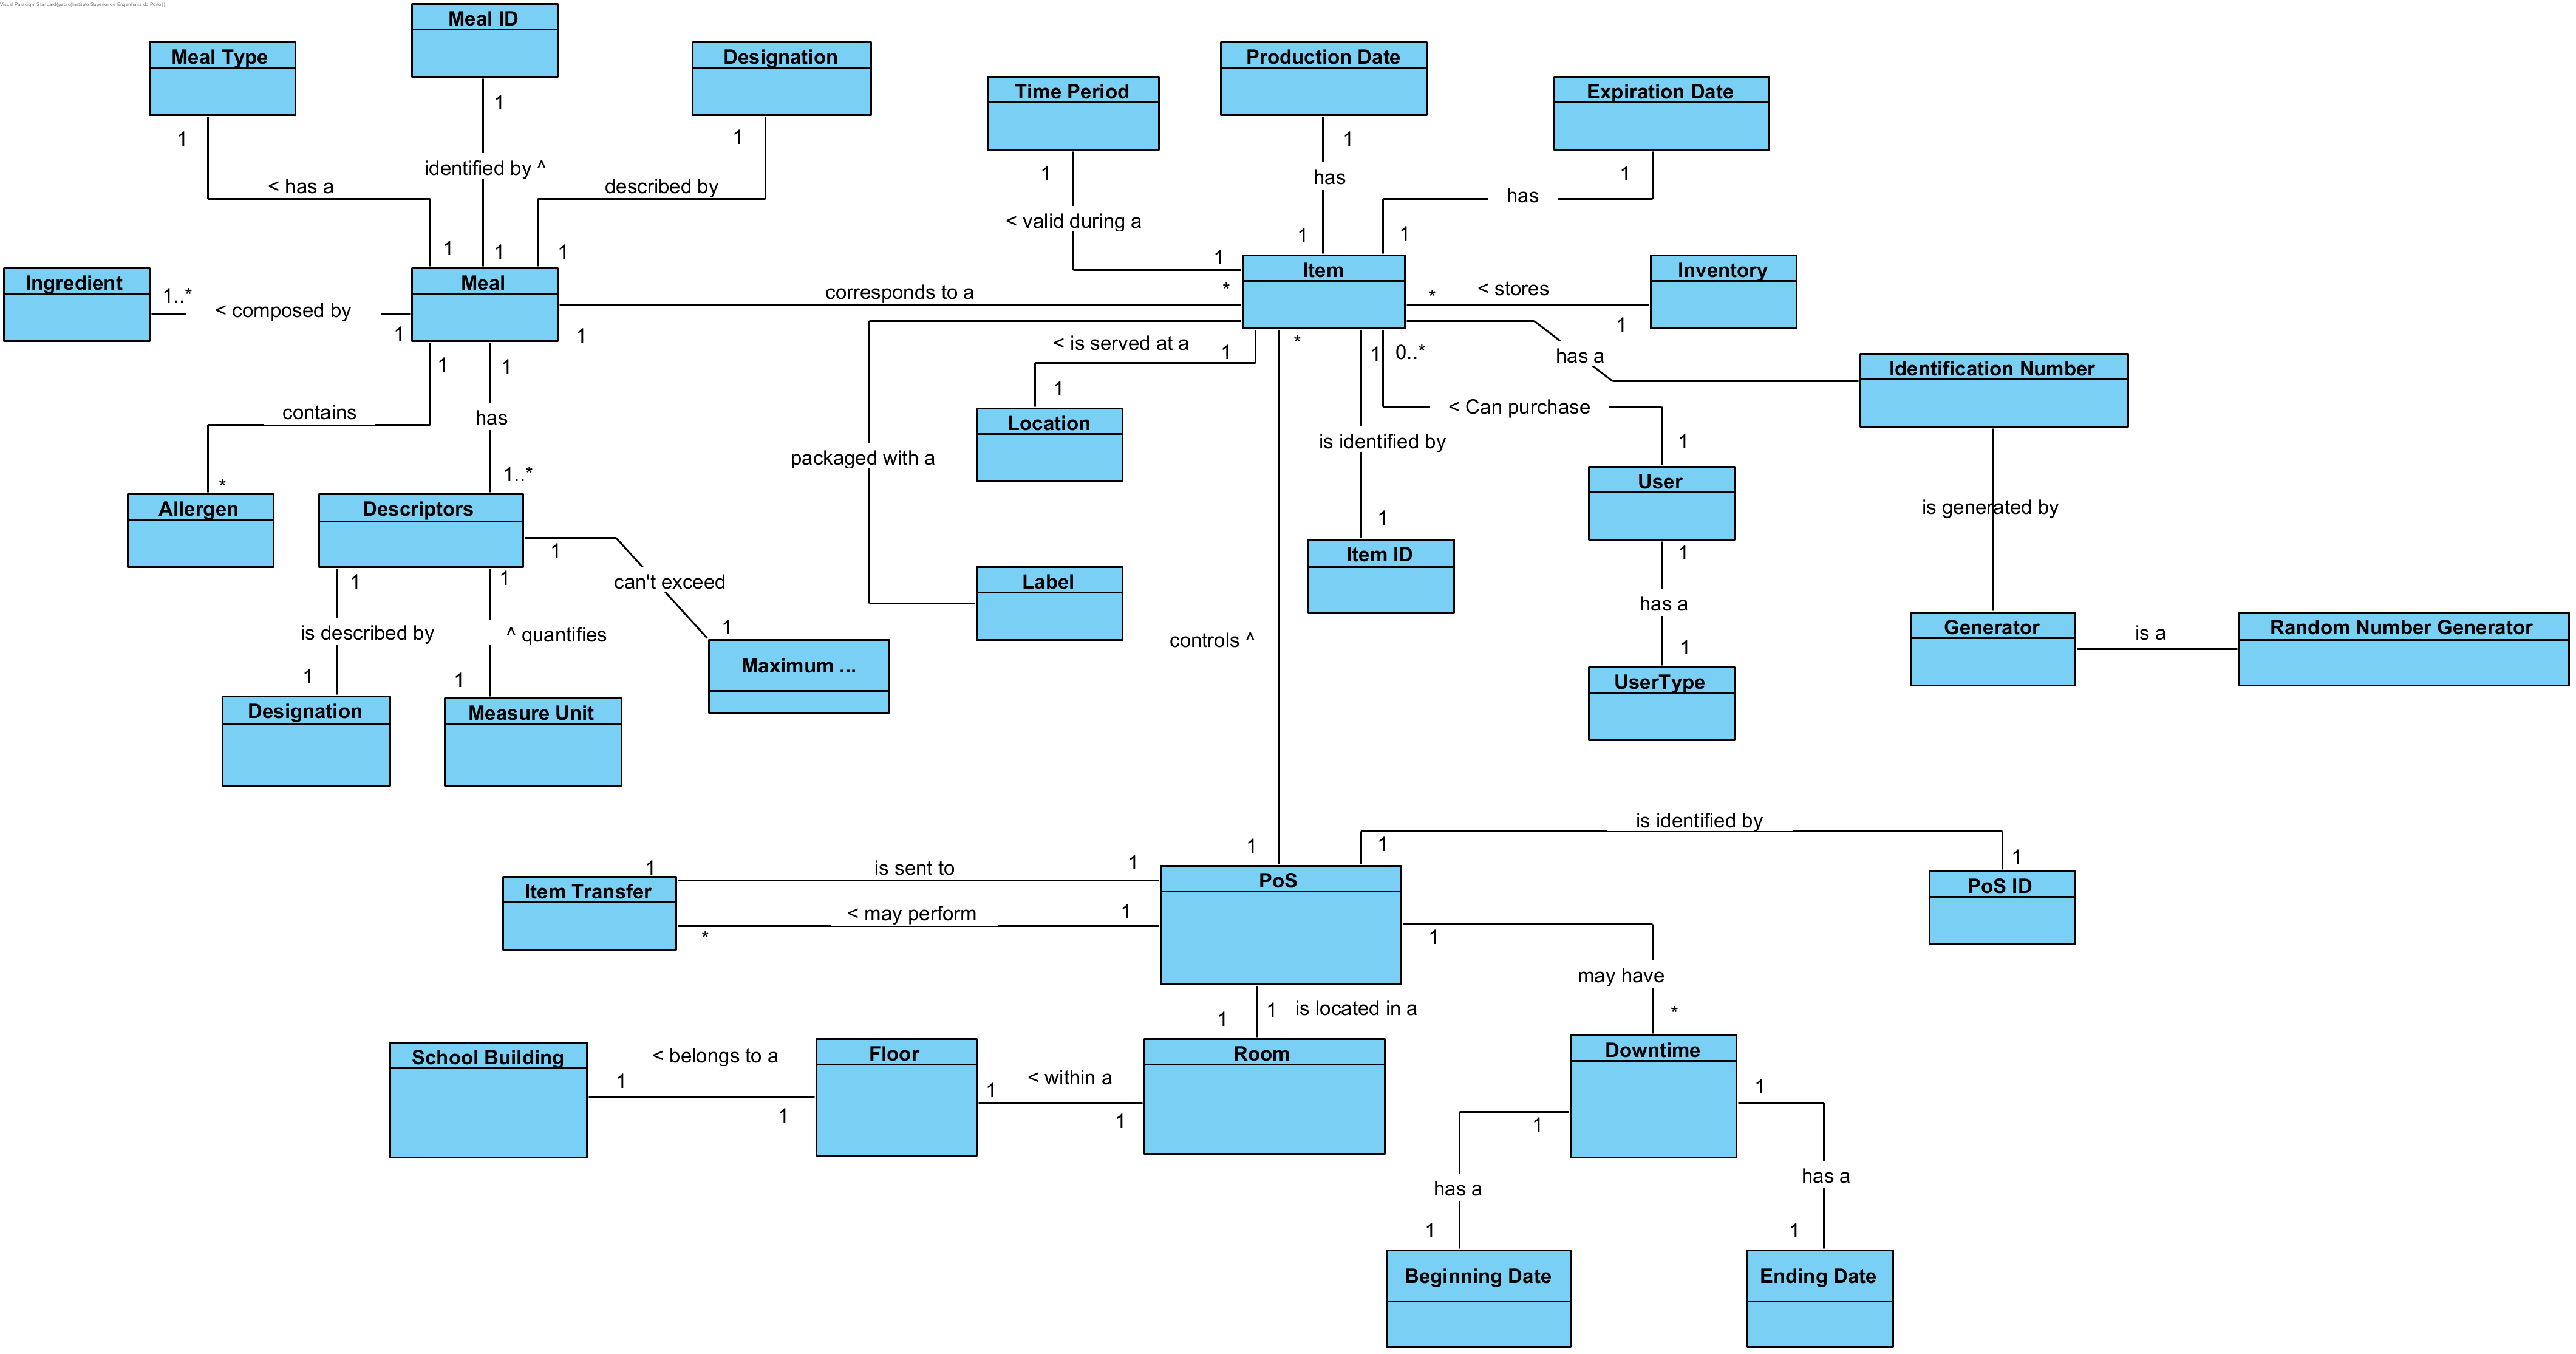 Visual Paradigm Standard(pedro(Instituto Superior de Engenharia do Porto))
Meal ID
Meal Type
Designation
Production Date
Time Period
Expiration Date
1
1
1
1
1
1
identified by ^
< has a
described by
has
has
< valid during a
1
1
1
1
1
1
Ingredient
Meal
Item
Inventory
1..*
< composed by
1
corresponds to a
*
*
< stores
1
1
< is served at a
1
*
1
0..*
has a
Identification Number
1
1
contains
has
1
Location
< Can purchase
packaged with a
is identified by
1
User
*
1..*
Allergen
Descriptors
is generated by
1
Item ID
1
1
1
can't exceed
Label
1
has a
is described by
^ quantifies
1
controls ^
1
1
1
Maximum ...
UserType
Generator
is a
Random Number Generator
Designation
Measure Unit
is identified by
1
1
1
is sent to
1
1
Item Transfer
PoS
PoS ID
< may perform
1
*
1
may have
1
1
is located in a
*
School Building
< belongs to a
Floor
Room
Downtime
1
1
1
< within a
1
1
1
has a
has a
1
1
Beginning Date
Ending Date